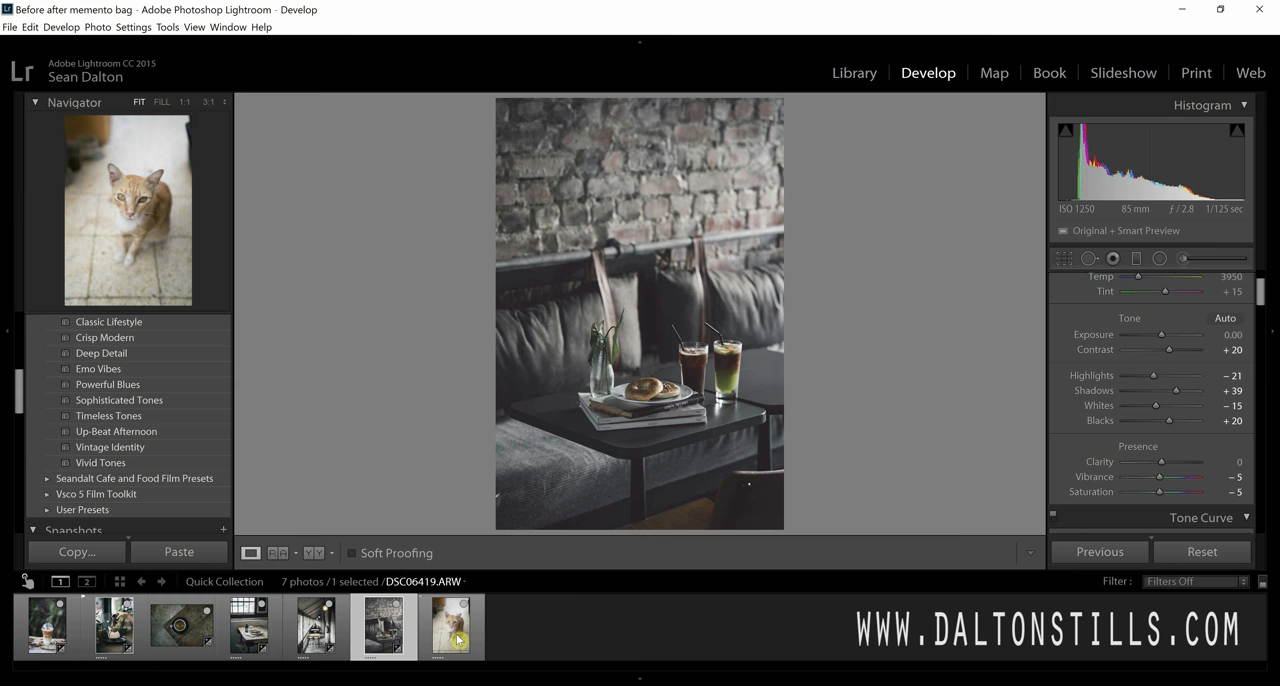 Before after memento bag - Adobe Photoshop Lightroom - Develop
File Edit Develop Photo Settings Tools View Window Help
Lr
Adobe Lightroom CC 2015
Sean Dalton
Library | Develop | Map | Book | Slideshow | Print | Web
Navigator FIT FILL 1:1 3:1
Histogram
ISO 1250 85 mm ƒ / 2.8 1/125 sec
Original + Smart Preview
Temp 3950
Tint + 15
Tone Auto
Exposure 0.00
Contrast + 20
Highlights − 21
Shadows + 39
Whites − 15
Blacks + 20
Presence
Clarity 0
Vibrance − 5
Saturation − 5
Tone Curve
Classic Lifestyle
Crisp Modern
Deep Detail
Emo Vibes
Powerful Blues
Sophisticated Tones
Timeless Tones
Up-Beat Afternoon
Vintage Identity
Vivid Tones
Seandalt Cafe and Food Film Presets
Vsco 5 Film Toolkit
User Presets
Snapshots +
Copy... Paste
R A Y Y Soft Proofing
Previous Reset
1 2 Quick Collection 7 photos / 1 selected / DSC06419.ARW
Filter : Filters Off
WWW.DALTONSTILLS.COM